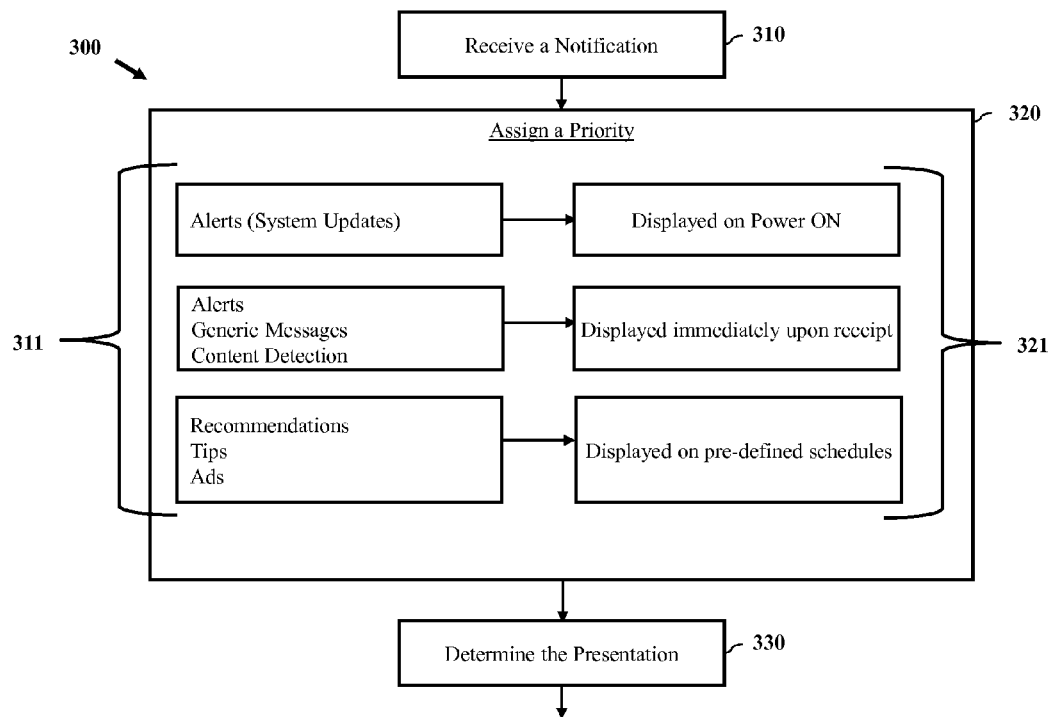 300
Receive a Notification
310
320
Assign a Priority
Alerts (System Updates)
Displayed on Power ON
311
Alerts
Generic Messages
Content Detection
Displayed immediately upon receipt
321
Recommendations
Tips
Ads
Displayed on pre-defined schedules
Determine the Presentation
330